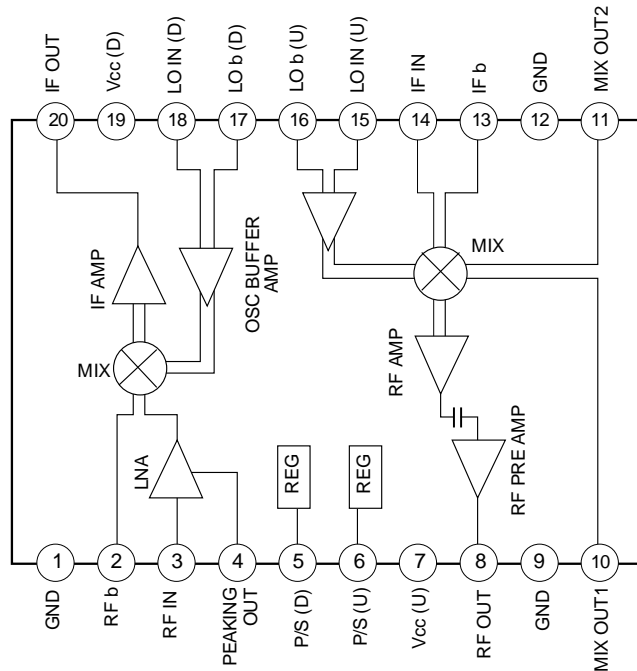 IF OUT
Vcc (D)
LO IN (D)
LO b (D)
LO b (U)
LO IN (U)
IF IN
IF b
GND
MIX OUT2
20
19
18
17
16
15
14
13
12
11
IF AMP
OSC BUFFER
AMP
MIX
MIX
RF AMP
LNA
REG
REG
RF PRE AMP
1
2
3
4
5
6
7
8
9
10
GND
RF b
RF IN
PEAKING
OUT
P/S (D)
P/S (U)
Vcc (U)
RF OUT
GND
MIX OUT1